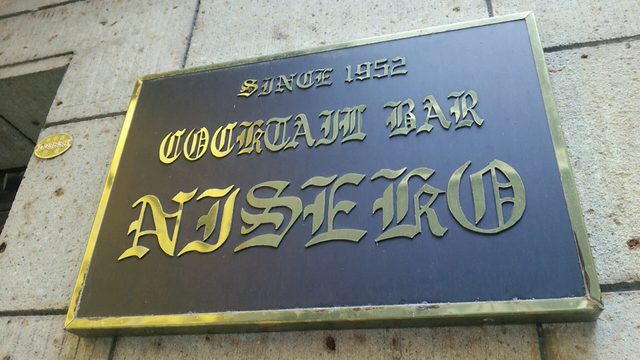 SINCE 1952
COCKTAIL BAR
NISEKO